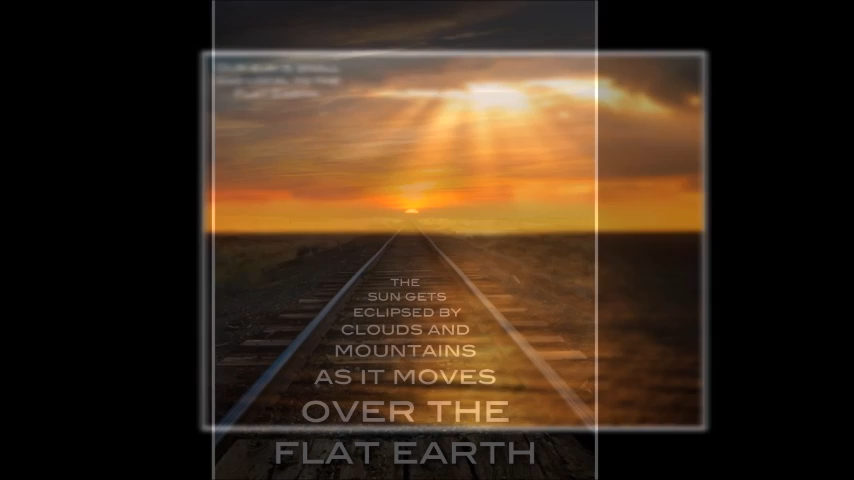 THE
SUN GETS
ECLIPSED BY
CLOUDS AND
MOUNTAINS
AS IT MOVES
OVER THE
FLAT EARTH